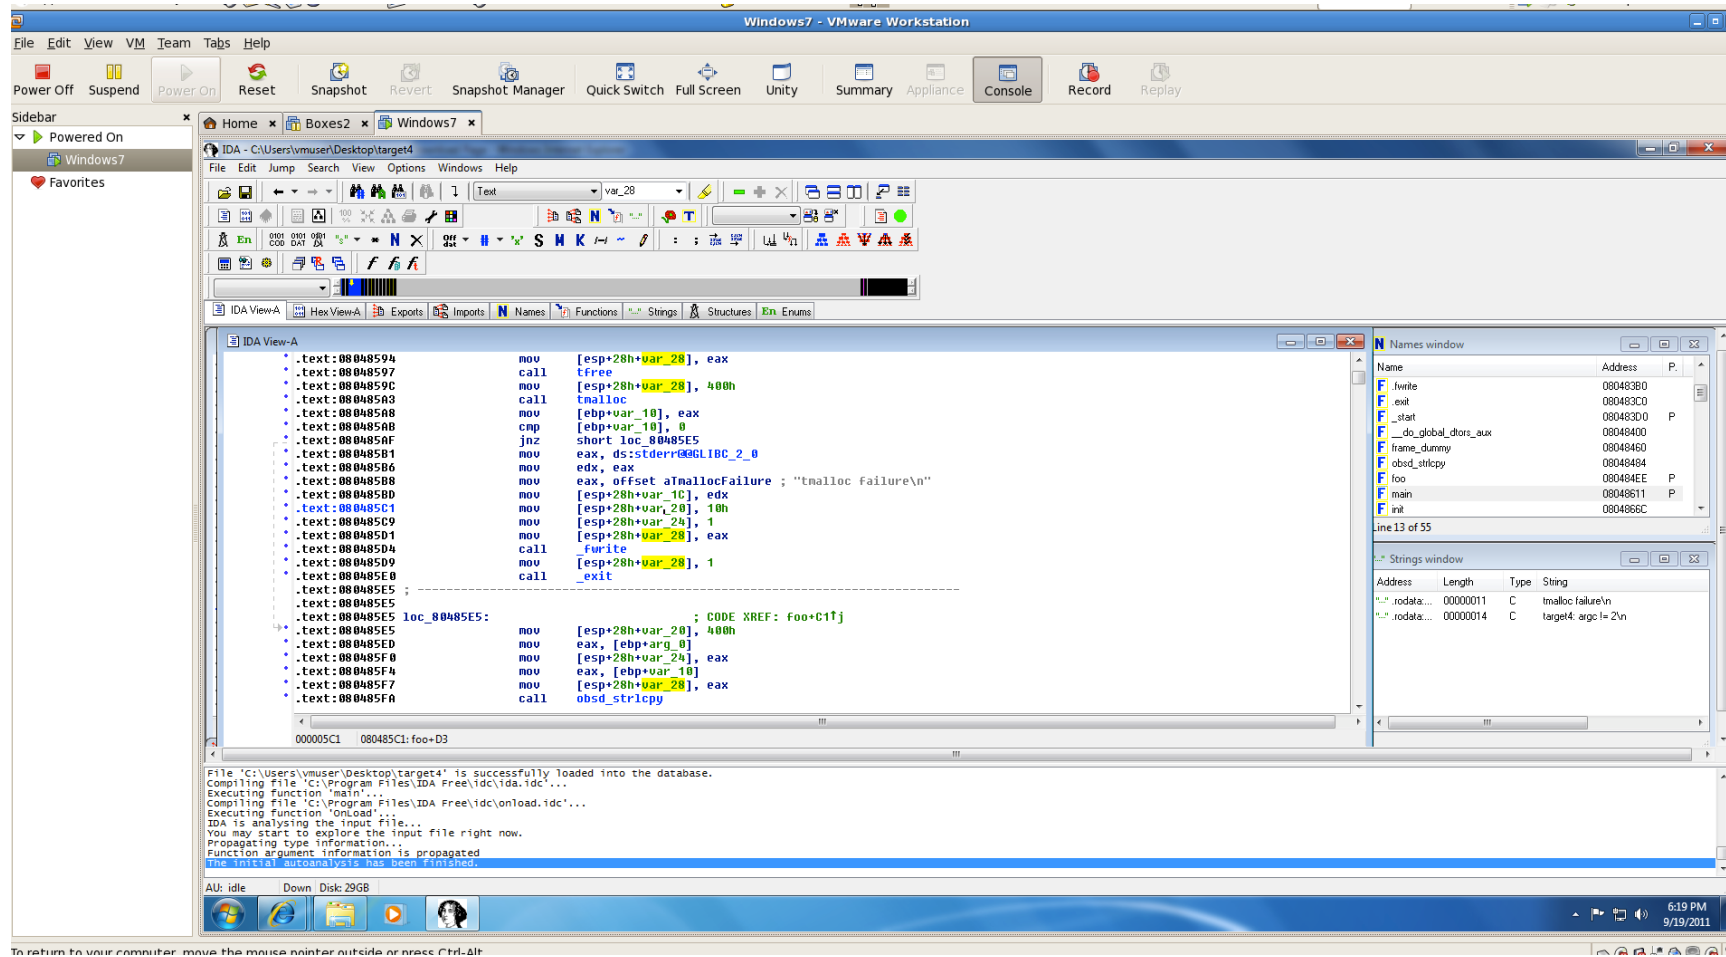 Windows7 - VMware Workstation
File Edit View VM Team Tabs Help
Power Off Suspend Power On Reset Snapshot Revert Snapshot Manager Quick Switch Full Screen Unity Summary Appliance Console Record Replay
Sidebar
Powered On
Windows7
Favorites
Home Boxes2 Windows7
IDA - C:\Users\vmuser\Desktop\target4
File Edit Jump Search View Options Windows Help
Text var_28
IDA View-A Hex View-A Exports Imports N Names Functions Strings Structures En Enums
IDA View-A
.text:08048594 mov [esp+28h+var_28], eax
.text:08048597 call tfree
.text:0804859C mov [esp+28h+var_28], 400h
.text:080485A3 call tmalloc
.text:080485A8 mov [ebp+var_10], eax
.text:080485AB cmp [ebp+var_10], 0
.text:080485AF jnz short loc_80485E5
.text:080485B1 mov eax, ds:stderr@@GLIBC_2_0
.text:080485B6 mov edx, eax
.text:080485B8 mov eax, offset aTmallocFailure ; "tmalloc failure\n"
.text:080485BD mov [esp+28h+var_1C], edx
.text:080485C1 mov [esp+28h+var_20], 10h
.text:080485C9 mov [esp+28h+var_24], 1
.text:080485D1 mov [esp+28h+var_28], eax
.text:080485D4 call _fwrite
.text:080485D9 mov [esp+28h+var_28], 1
.text:080485E0 call _exit
.text:080485E5 ; ---------------------------------------------------------------------------
.text:080485E5
.text:080485E5 loc_80485E5: ; CODE XREF: foo+C1↑j
.text:080485E5 mov [esp+28h+var_20], 400h
.text:080485ED mov eax, [ebp+arg_0]
.text:080485F0 mov [esp+28h+var_24], eax
.text:080485F4 mov eax, [ebp+var_10]
.text:080485F7 mov [esp+28h+var_28], eax
.text:080485FA call obsd_strlcpy
000005C1 080485C1: foo+D3
Names window
Name Address P.
.fwrite 080483B0
.exit 080483C0
_start 080483D0 P
__do_global_dtors_aux 08048400
frame_dummy 08048460
obsd_strlcpy 08048484
foo 080484EE P
main 08048611 P
init 0804866C
Line 13 of 55
Strings window
Address Length Type String
.rodata:... 00000011 C tmalloc failure\n
.rodata:... 00000014 C target4: argc != 2\n
File 'C:\Users\vmuser\Desktop\target4' is successfully loaded into the database.
Compiling file 'C:\Program Files\IDA Free\idc\ida.idc'...
Executing function 'main'...
Compiling file 'C:\Program Files\IDA Free\idc\onload.idc'...
Executing function 'OnLoad'...
IDA is analysing the input file...
You may start to explore the input file right now.
Propagating type information...
Function argument information is propagated
The initial autoanalysis has been finished.
AU: idle Down Disk: 29GB
6:19 PM
9/19/2011
To return to your computer, move the mouse pointer outside or press Ctrl-Alt.